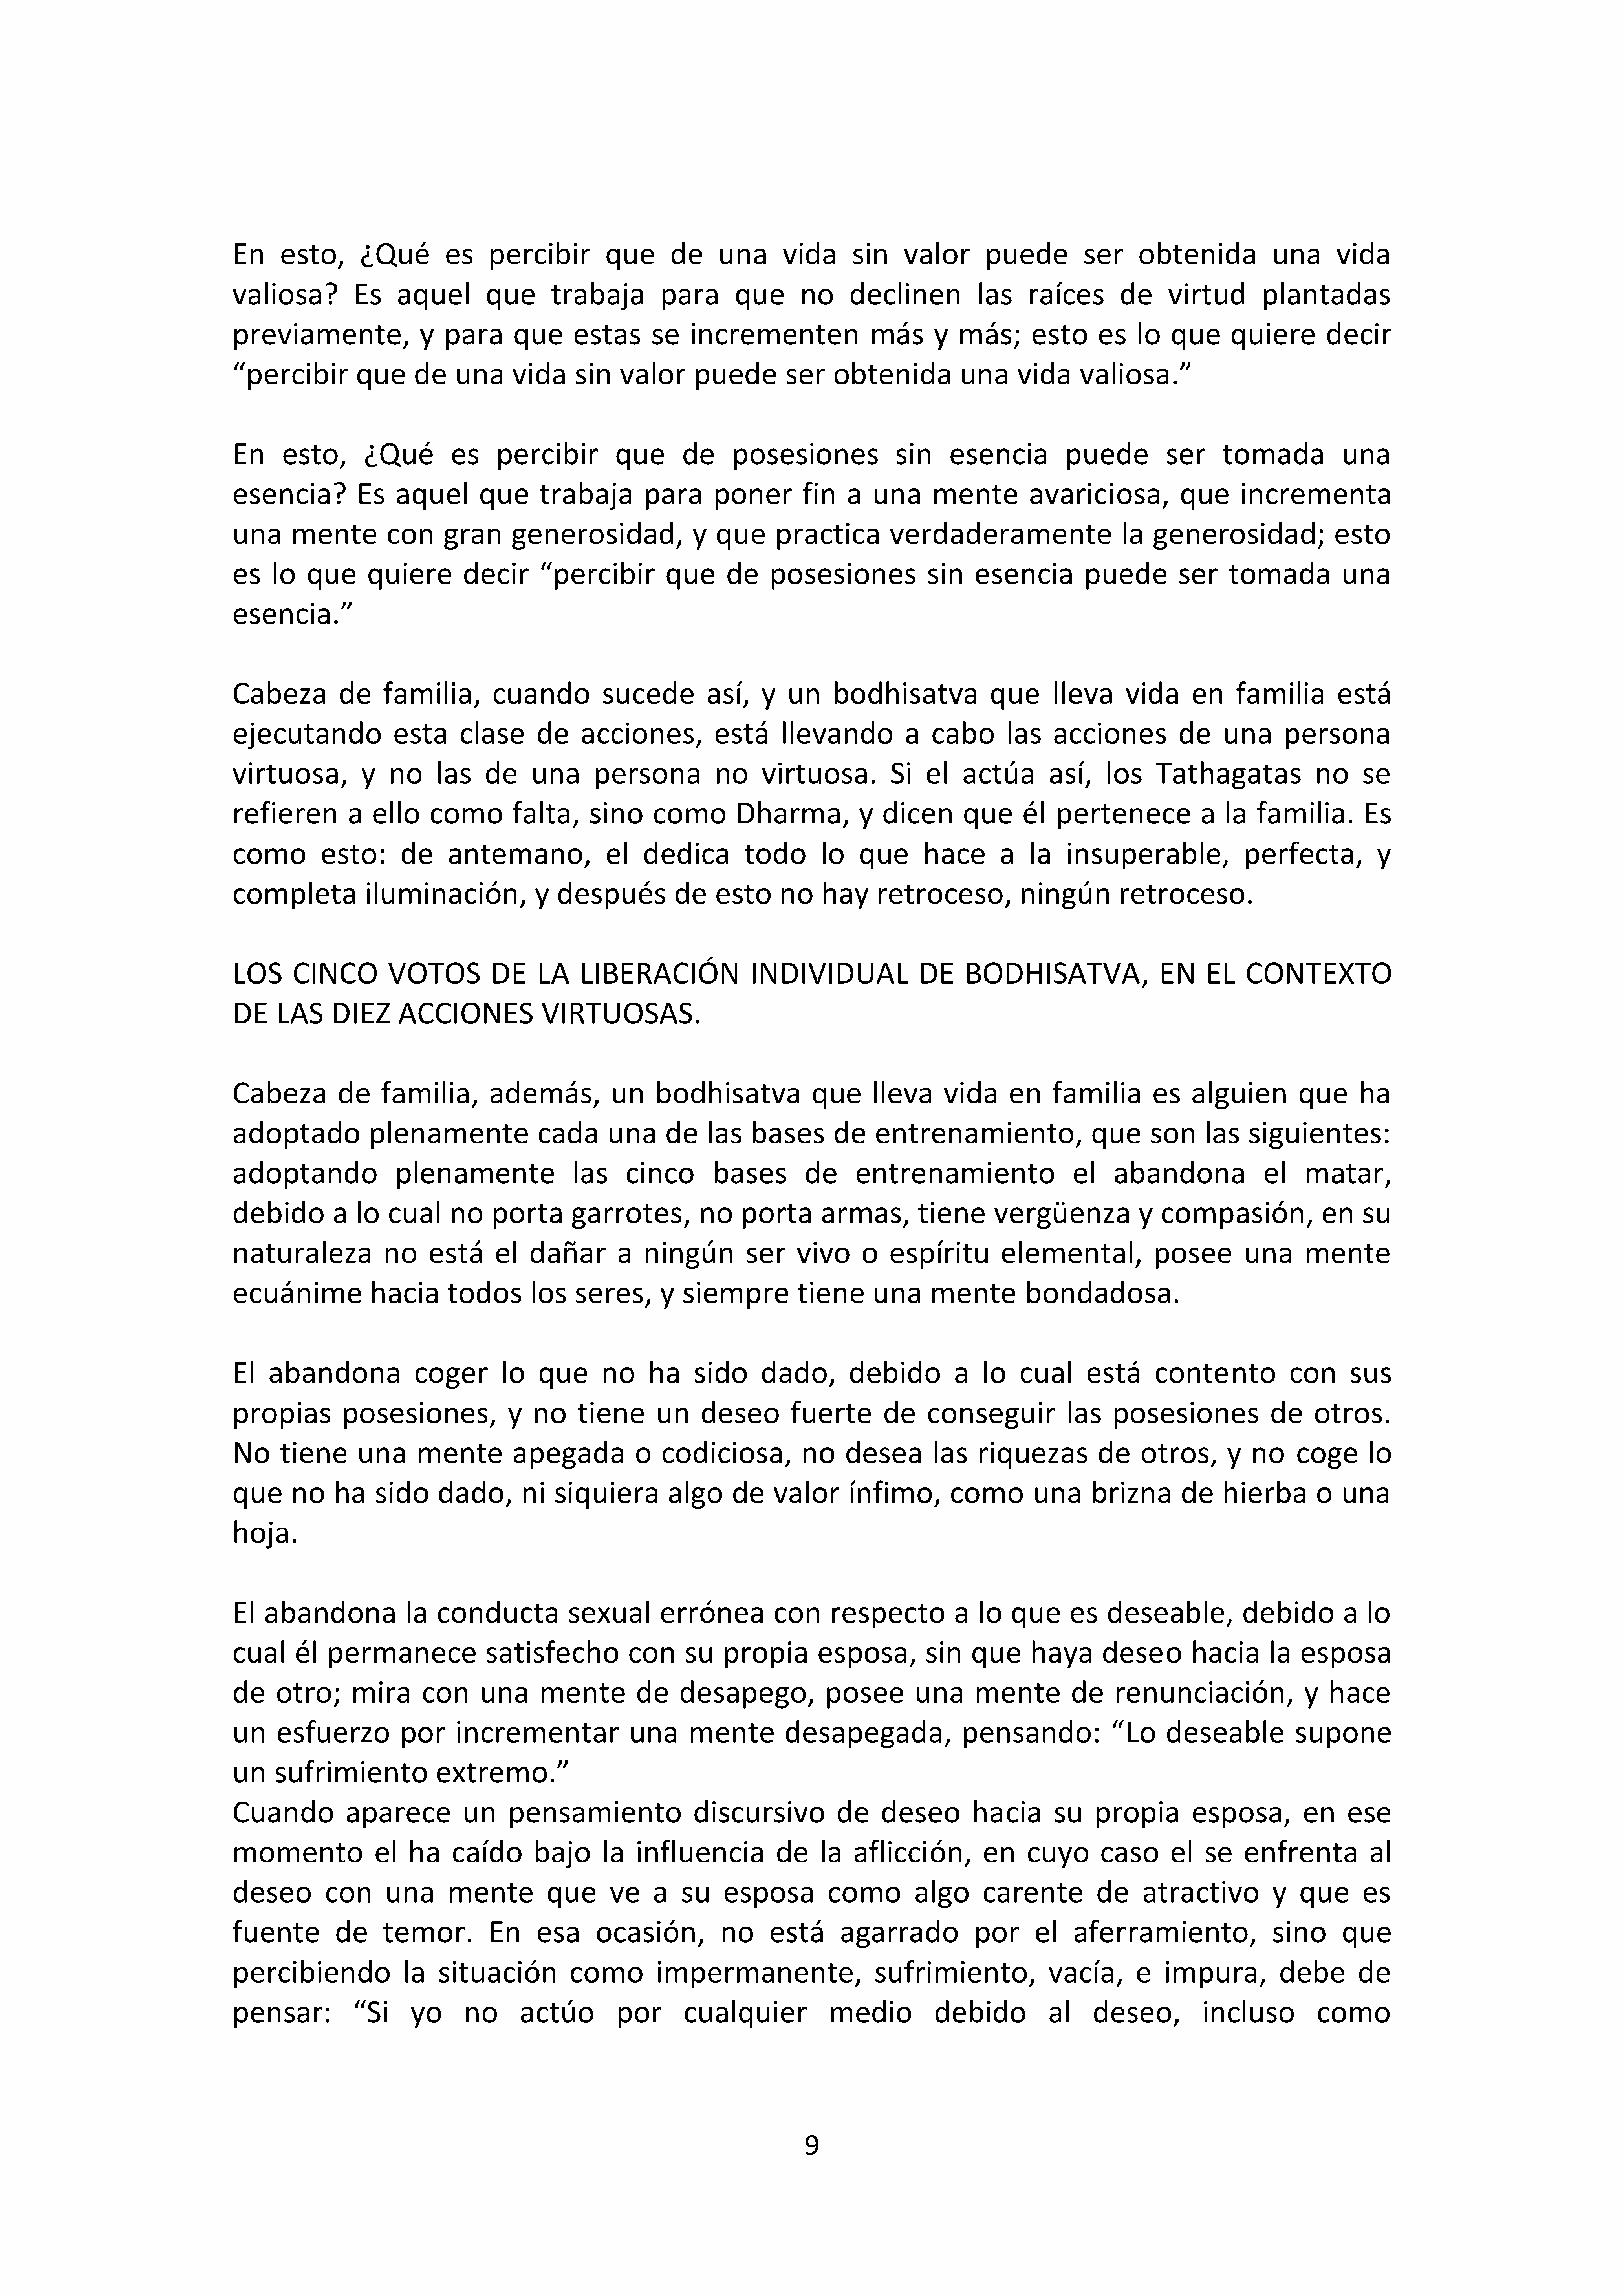 En esto, ¿Qué es percibir que de una vida sin valor puede ser obtenida una vida
valiosa? Es aquel que trabaja para que no declinen las raíces de virtud plantadas
previamente, y para que estas se incrementen más y más; esto es lo que quiere decir
“percibir que de una vida sin valor puede ser obtenida una vida valiosa.”
En esto, ¿Qué es percibir que de posesiones sin esencia puede ser tomada una
esencia? Es aquel que trabaja para poner fin a una mente avariciosa, que incrementa
una mente con gran generosidad, y que practica verdaderamente la generosidad; esto
es lo que quiere decir “percibir que de posesiones sin esencia puede ser tomada una
esencia.”
Cabeza de familia, cuando sucede así, y un bodhisatva que lleva vida en familia está
ejecutando esta clase de acciones, está llevando a cabo las acciones de una persona
virtuosa, y no las de una persona no virtuosa. Si el actúa así, los Tathagatas no se
refieren a ello como falta, sino como Dharma, y dicen que él pertenece a la familia. Es
como esto: de antemano, el dedica todo lo que hace a la insuperable, perfecta, y
completa iluminación, y después de esto no hay retroceso, ningún retroceso.
LOS CINCO VOTOS DE LA LIBERACIÓN INDIVIDUAL DE BODHISATVA, EN EL CONTEXTO
DE LAS DIEZ ACCIONES VIRTUOSAS.
Cabeza de familia, además, un bodhisatva que lleva vida en familia es alguien que ha
adoptado plenamente cada una de las bases de entrenamiento, que son las siguientes:
adoptando plenamente las cinco bases de entrenamiento el abandona el matar,
debido a lo cual no porta garrotes, no porta armas, tiene vergüenza y compasión, en su
naturaleza no está el dañar a ningún ser vivo o espíritu elemental, posee una mente
ecuánime hacia todos los seres, y siempre tiene una mente bondadosa.
El abandona coger lo que no ha sido dado, debido a lo cual está contento con sus
propias posesiones, y no tiene un deseo fuerte de conseguir las posesiones de otros.
No tiene una mente apegada o codiciosa, no desea las riquezas de otros, y no coge lo
que no ha sido dado, ni siquiera algo de valor ínfimo, como una brizna de hierba o una
hoja.
El abandona la conducta sexual errónea con respecto a lo que es deseable, debido a lo
cual él permanece satisfecho con su propia esposa, sin que haya deseo hacia la esposa
de otro; mira con una mente de desapego, posee una mente de renunciación, y hace
un esfuerzo por incrementar una mente desapegada, pensando: “Lo deseable supone
un sufrimiento extremo.”
Cuando aparece un pensamiento discursivo de deseo hacia su propia esposa, en ese
momento el ha caído bajo la influencia de la aflicción, en cuyo caso el se enfrenta al
deseo con una mente que ve a su esposa como algo carente de atractivo y que es
fuente de temor. En esa ocasión, no está agarrado por el aferramiento, sino que
percibiendo la situación como impermanente, sufrimiento, vacía, e impura, debe de
pensar: “Si yo no actúo por cualquier medio debido al deseo, incluso como
9